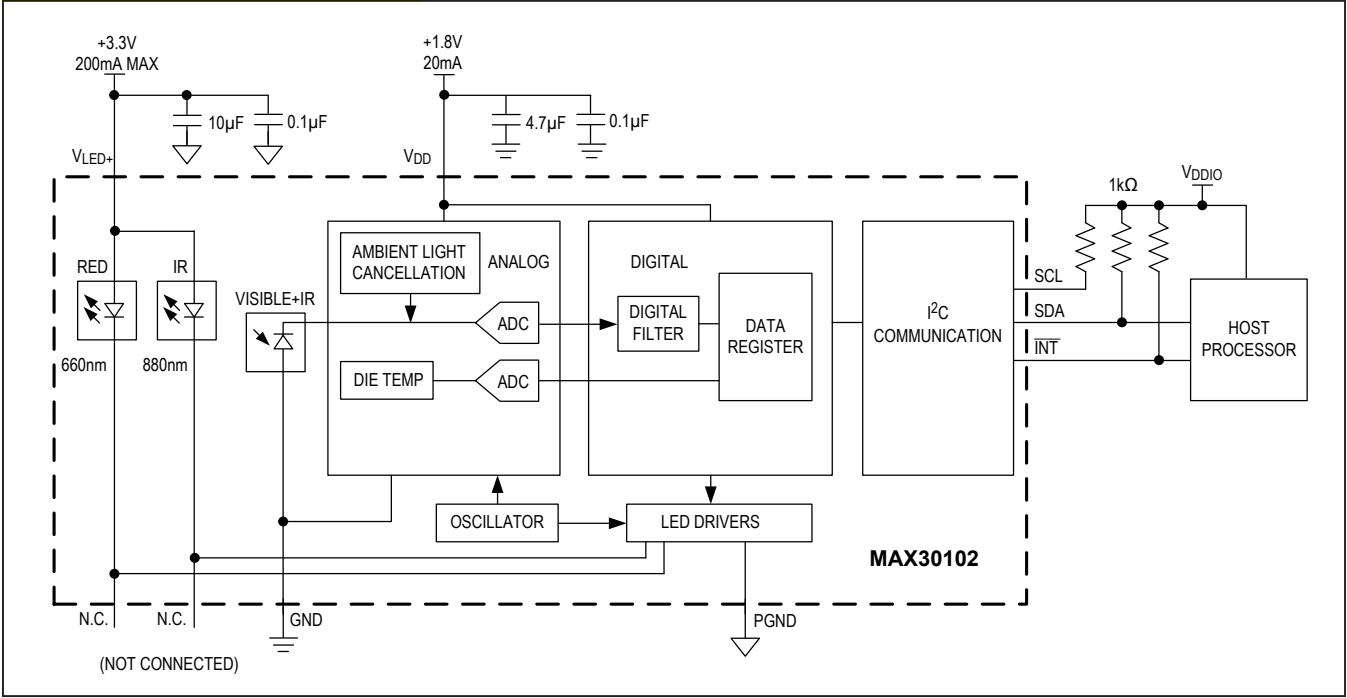 +3.3V
200mA MAX
+1.8V
20mA
10µF
0.1µF
4.7µF
0.1µF
VLED+
VDD
1kΩ
VDDIO
RED
IR
VISIBLE+IR
AMBIENT LIGHT
CANCELLATION
ANALOG
DIGITAL
ADC
DIGITAL
FILTER
DATA
REGISTER
I2C
COMMUNICATION
SCL
SDA
INT
HOST
PROCESSOR
660nm
880nm
DIE TEMP
ADC
OSCILLATOR
LED DRIVERS
MAX30102
N.C.
N.C.
GND
PGND
(NOT CONNECTED)